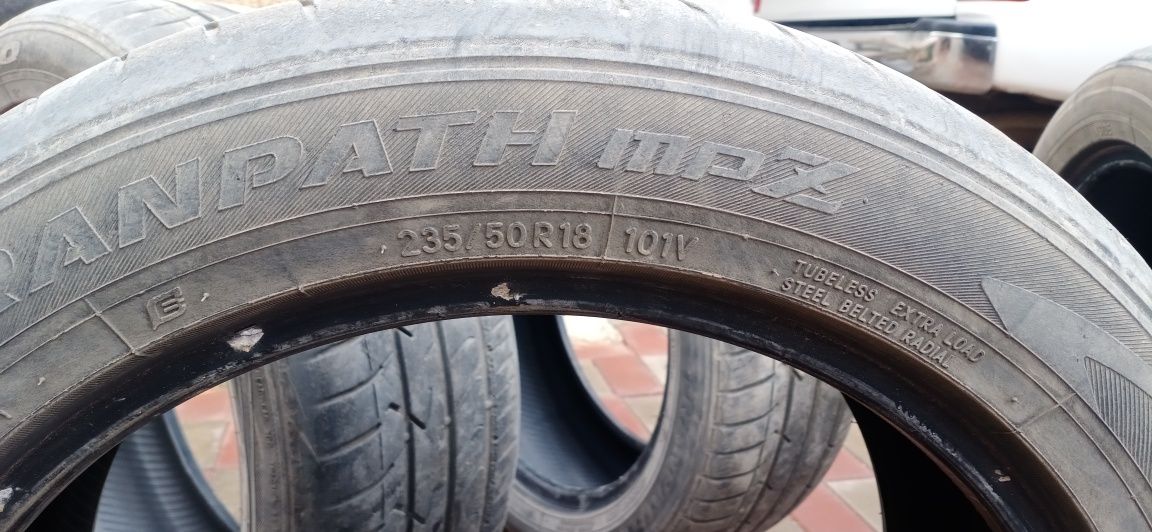 RANPATH mpZ
235/50R18 101V
TUBELESS EXTRA LOAD
STEEL BELTED RADIAL